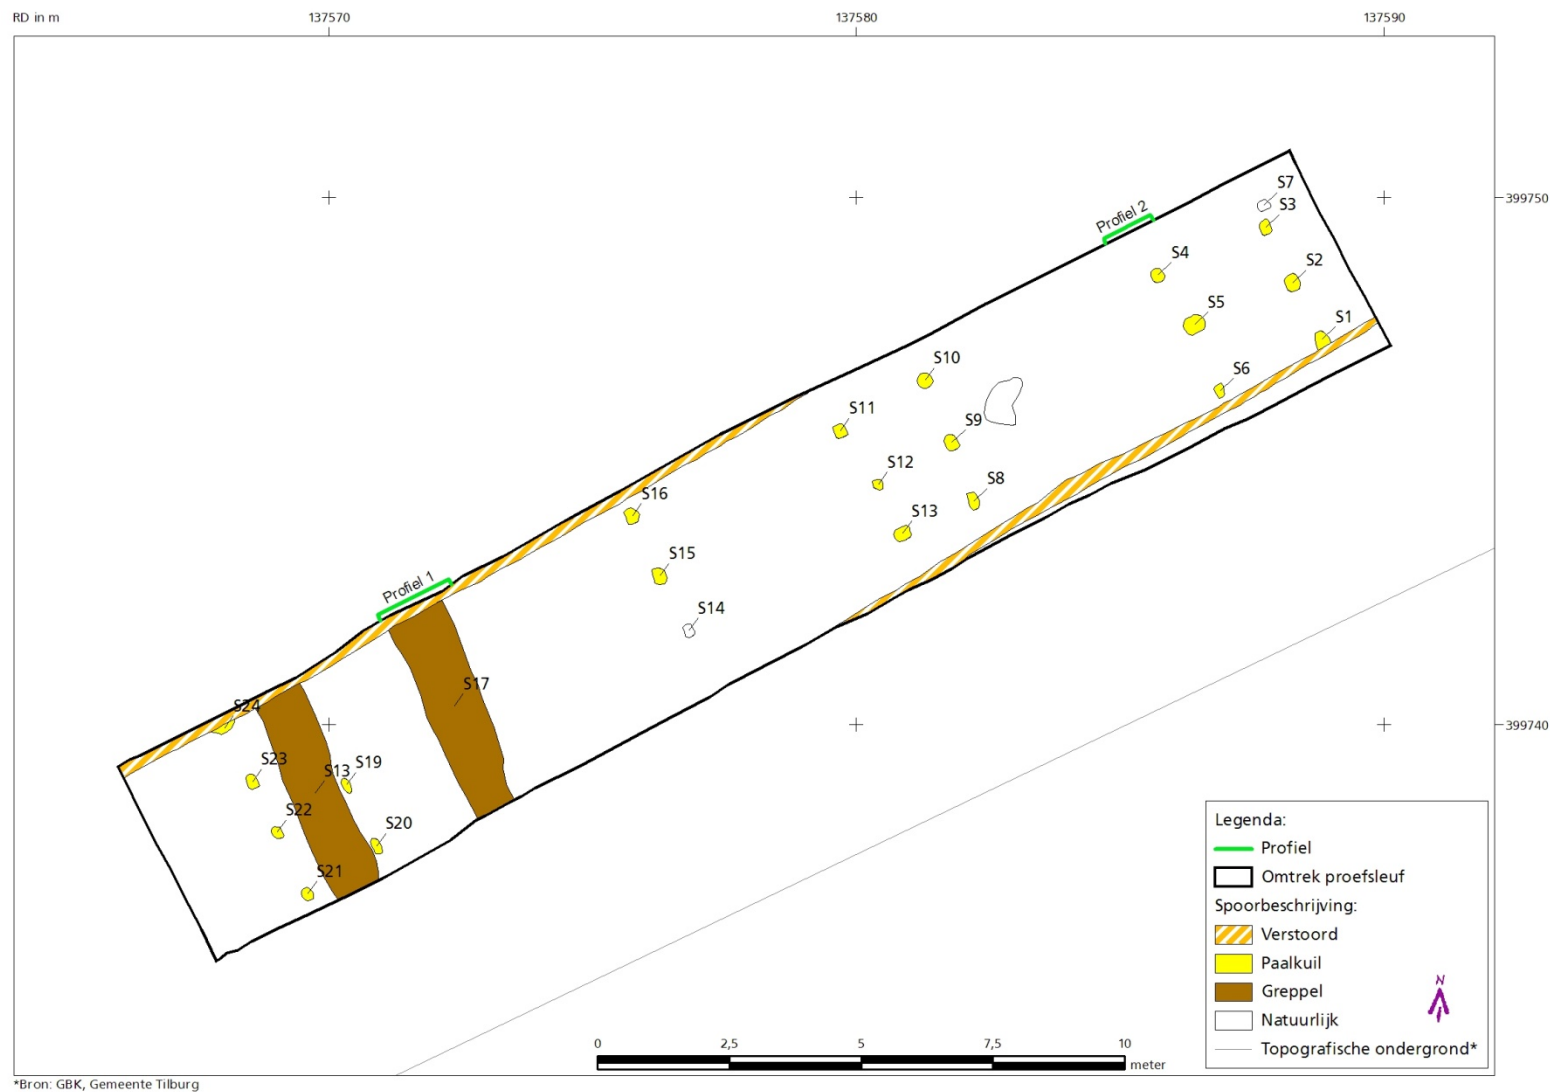 RD in m
137570
137580
137590
399750
399740
Profiel 2
S7
S3
S4
S2
S5
S1
S6
S10
S11
S9
S12
S8
S16
S13
S15
Profiel 1
S14
S17
S24
S23
S13
S19
S22
S20
S21
Legenda:
Profiel
Omtrek proefsleuf
Spoorbeschrijving:
Verstoord
Paalkuil
Greppel
Natuurlijk
Topografische ondergrond*
N
0
2,5
5
7,5
10
meter
*Bron: GBK, Gemeente Tilburg